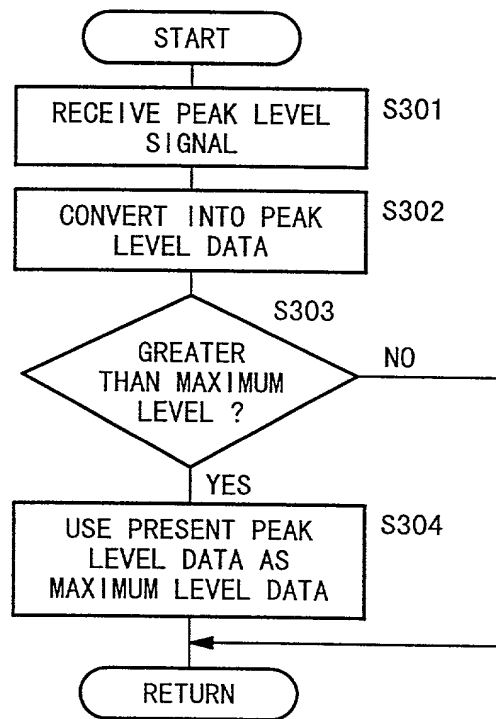 START
RECEIVE PEAK LEVEL
SIGNAL
S301
CONVERT INTO PEAK
LEVEL DATA
S302
S303
GREATER
THAN MAXIMUM
LEVEL ?
NO
YES
USE PRESENT PEAK
LEVEL DATA AS
MAXIMUM LEVEL DATA
S304
RETURN